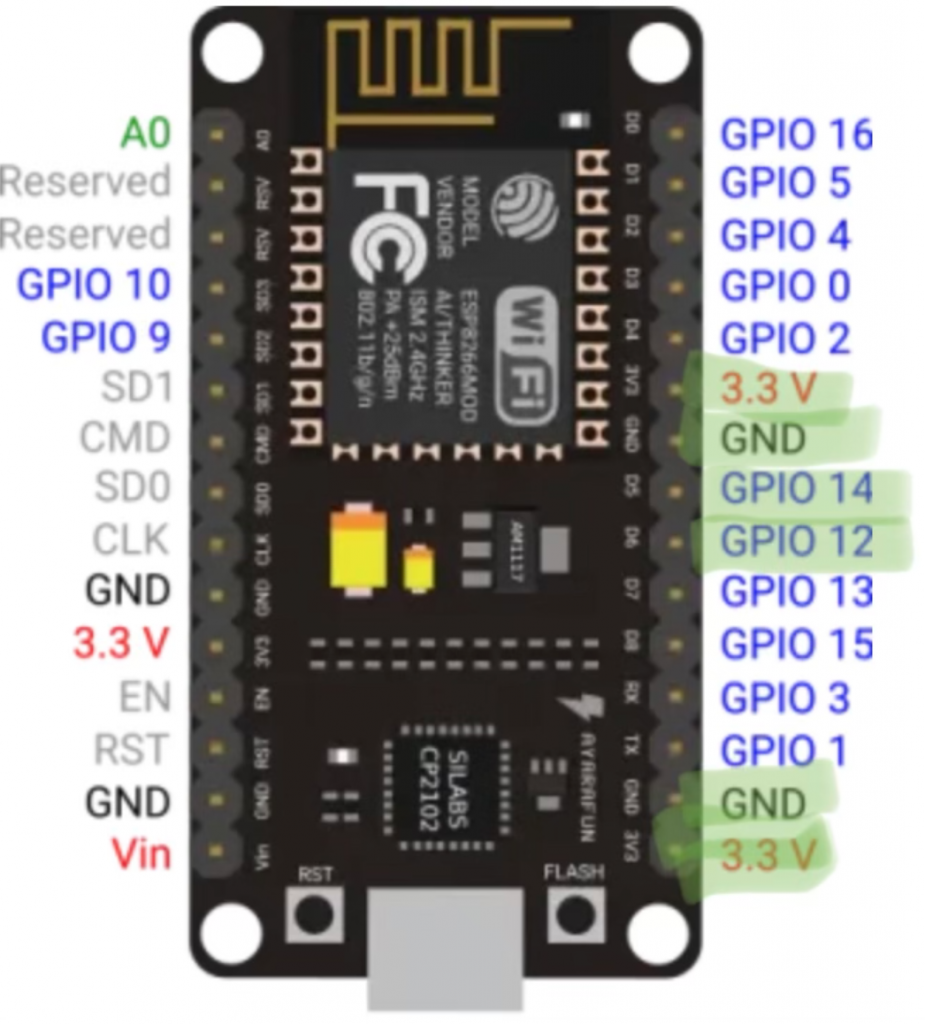 A0
Reserved
Reserved
GPIO 10
GPIO 9
SD1
CMD
SD0
CLK
GND
3.3 V
EN
RST
GND
Vin
A0
RSV
RSV
SD3
SD2
SD1
CMD
SD0
CLK
GND
3V3
EN
RST
GND
Vin
FC
MODEL
VENDOR
WiFi
ESP8266MOD
AI/THINKER
ISM 2.4GHz
PA +25dBm
802.11b/g/n
AM1117
SILABS
CP2102
AYARAFUN
RST
FLASH
D0
D1
D2
D3
D4
3V3
GND
D5
D6
D7
D8
RX
TX
GND
3V3
GPIO 16
GPIO 5
GPIO 4
GPIO 0
GPIO 2
3.3 V
GND
GPIO 14
GPIO 12
GPIO 13
GPIO 15
GPIO 3
GPIO 1
GND
3.3 V